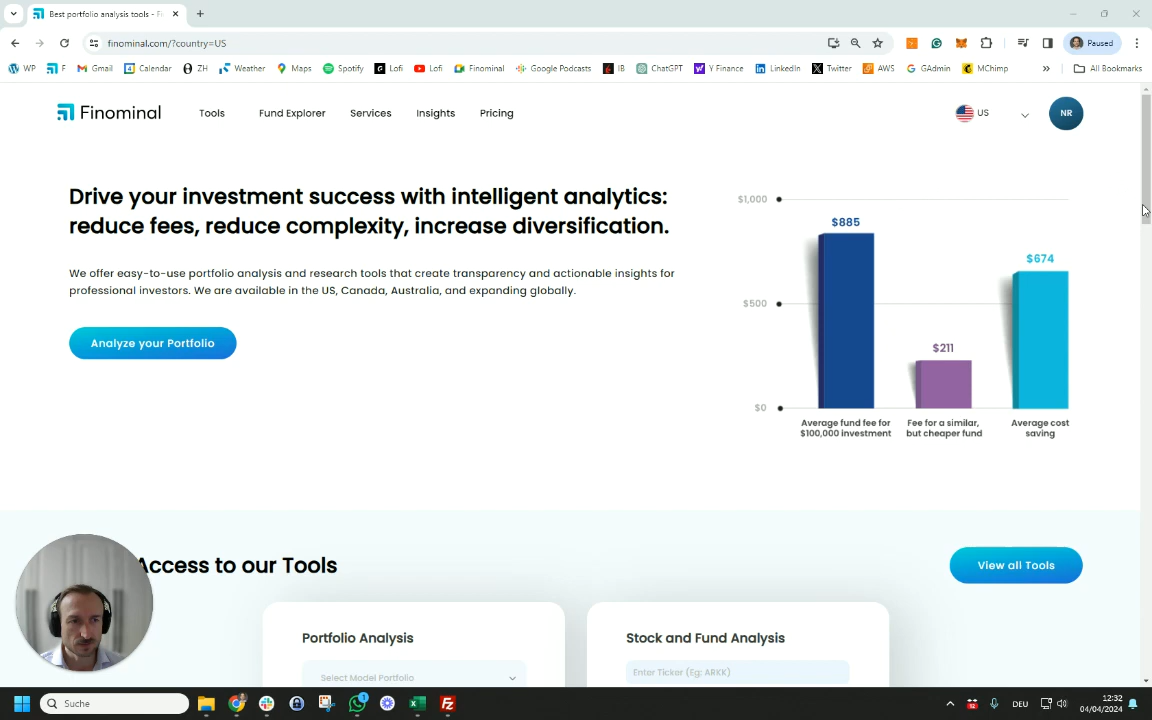 Best portfolio analysis tools - Fi
finominal.com/?country=US
Paused
WP
F
Gmail
Calendar
ZH
Weather
Maps
Spotify
Lofi
Lofi
Finominal
Google Podcasts
IB
ChatGPT
Y Finance
LinkedIn
Twitter
AWS
GAdmin
MChimp
All Bookmarks
Finominal
Tools
Fund Explorer
Services
Insights
Pricing
US
NR
Drive your investment success with intelligent analytics:
reduce fees, reduce complexity, increase diversification.
We offer easy-to-use portfolio analysis and research tools that create transparency and actionable insights for
professional investors. We are available in the US, Canada, Australia, and expanding globally.
Analyze your Portfolio
$1,000
$885
$674
$500
$211
$0
Average fund fee for
$100,000 investment
Fee for a similar,
but cheaper fund
Average cost
saving
Access to our Tools
View all Tools
Portfolio Analysis
Select Model Portfolio
Stock and Fund Analysis
Enter Ticker (Eg: ARKK)
Suche
DEU
12:32
04/04/2024